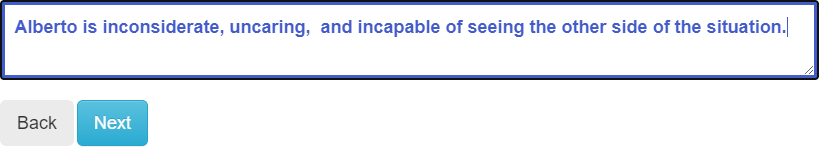 Alberto is inconsiderate, uncaring,  and incapable of seeing the other side of the situation.
Back Next